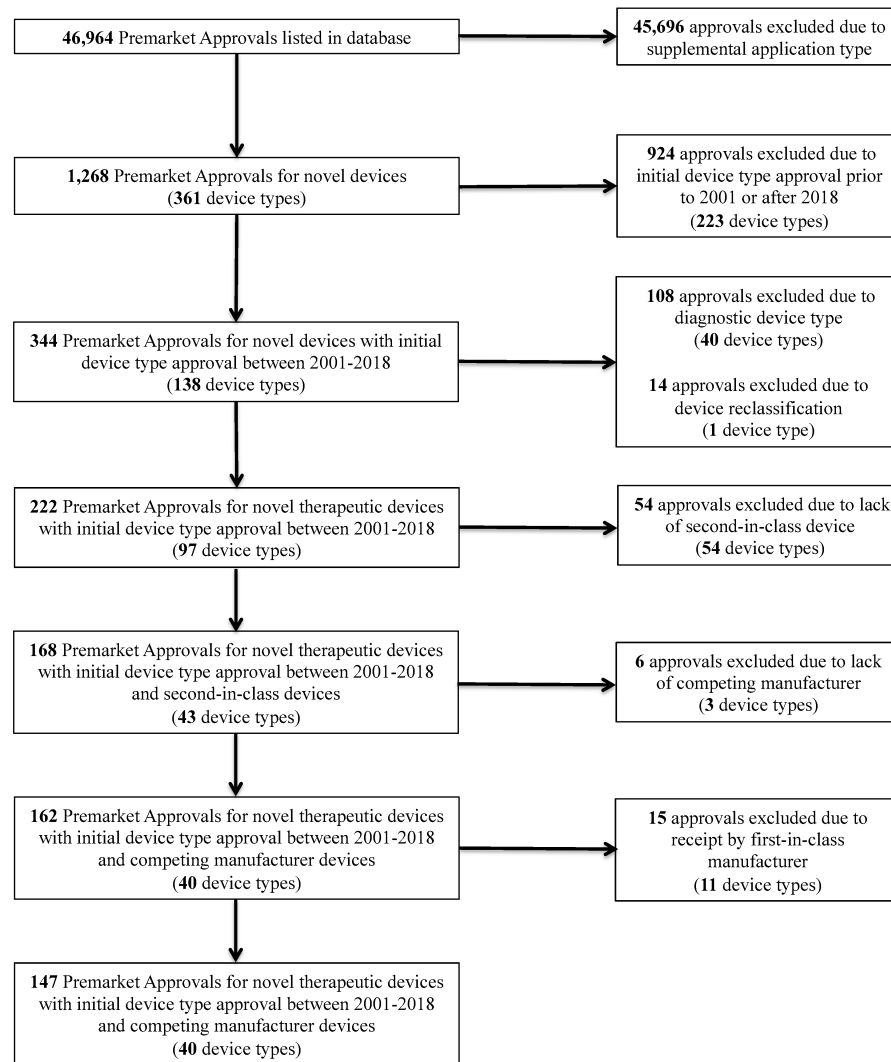 46,964 Premarket Approvals listed in database
45,696 approvals excluded due to
supplemental application type
1,268 Premarket Approvals for novel devices
(361 device types)
924 approvals excluded due to
initial device type approval prior
to 2001 or after 2018
(223 device types)
344 Premarket Approvals for novel devices with initial
device type approval between 2001-2018
(138 device types)
108 approvals excluded due to
diagnostic device type
(40 device types)
14 approvals excluded due to
device reclassification
(1 device type)
222 Premarket Approvals for novel therapeutic devices
with initial device type approval between 2001-2018
(97 device types)
54 approvals excluded due to lack
of second-in-class device
(54 device types)
168 Premarket Approvals for novel therapeutic devices
with initial device type approval between 2001-2018
and second-in-class devices
(43 device types)
6 approvals excluded due to lack
of competing manufacturer
(3 device types)
162 Premarket Approvals for novel therapeutic devices
with initial device type approval between 2001-2018
and competing manufacturer devices
(40 device types)
15 approvals excluded due to
receipt by first-in-class
manufacturer
(11 device types)
147 Premarket Approvals for novel therapeutic devices
with initial device type approval between 2001-2018
and competing manufacturer devices
(40 device types)